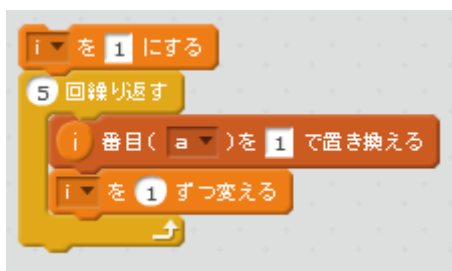 i ▼ を 1 にする
5 回繰り返す
i 番目( a ▼ )を 1 で置き換える
i ▼ を 1 ずつ変える